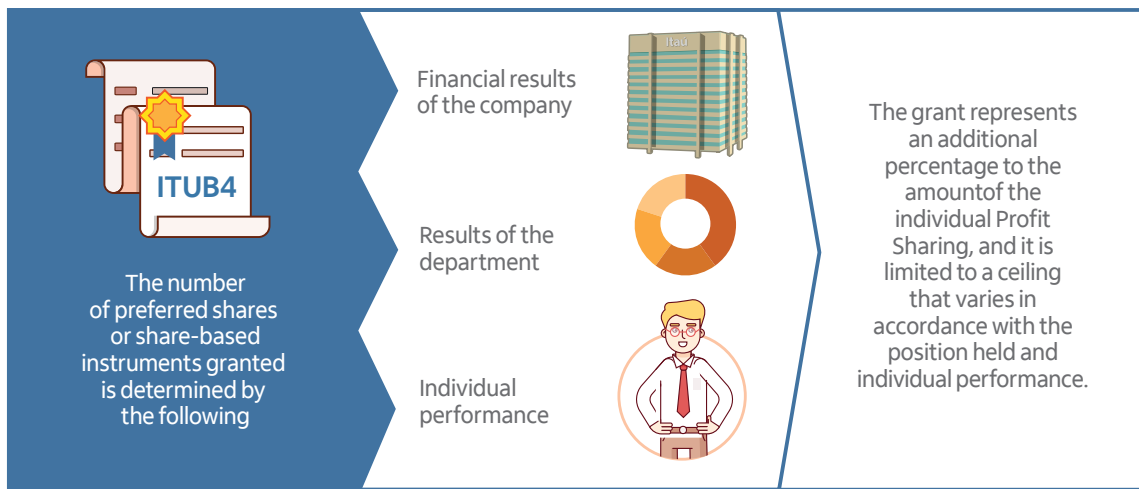 ITUB4
The number
of preferred shares
or share-based
instruments granted
is determined by
the following
Financial results
of the company
Itau
Results of the
department
Individual
performance
The grant represents
an additional
percentage to the
amountof the
individual Profit
Sharing, and it is
limited to a ceiling
that varies in
accordance with the
position held and
individual performance.